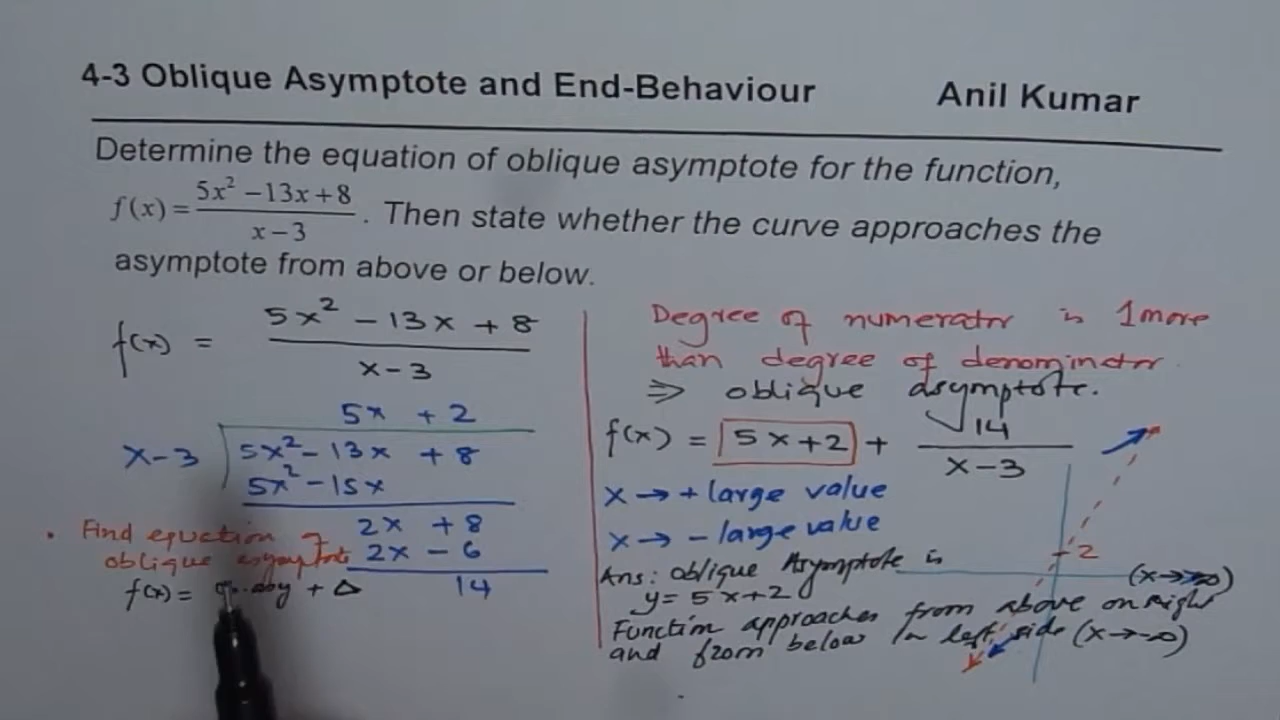 4-3 Oblique Asymptote and End-Behaviour Anil Kumar
Determine the equation of oblique asymptote for the function,
f(x) = (5x² − 13x + 8)/(x − 3) . Then state whether the curve approaches the
asymptote from above or below.
f(x) = (5x² − 13x + 8)/(x − 3)
5x + 2
x − 3 5x² − 13x + 8
5x² − 15x
2x + 8
2x − 6
14
. Find equation of
oblique asymptote
f(x) = + Δ
Degree of numerator is 1 more
than degree of denominator.
⇒ oblique asymptote.
f(x) = 5x+2 + 14/(x − 3)
x → + large value
x → − large value
Ans: Oblique Asymptote is
y = 5x+2
Function approaches from above on right (x→∞)
and from below in left side (x→-∞)
2